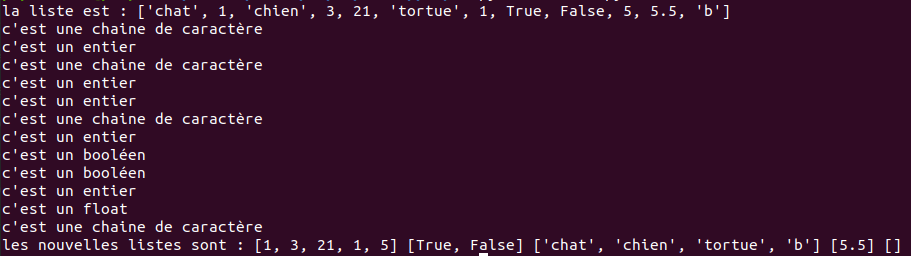 la liste est : ['chat', 1, 'chien', 3, 21, 'tortue', 1, True, False, 5, 5.5, 'b']
c'est une chaine de caractère
c'est un entier
c'est une chaine de caractère
c'est un entier
c'est un entier
c'est une chaine de caractère
c'est un entier
c'est un booléen
c'est un booléen
c'est un entier
c'est un float
c'est une chaine de caractère
les nouvelles listes sont : [1, 3, 21, 1, 5] [True, False] ['chat', 'chien', 'tortue', 'b'] [5.5] []